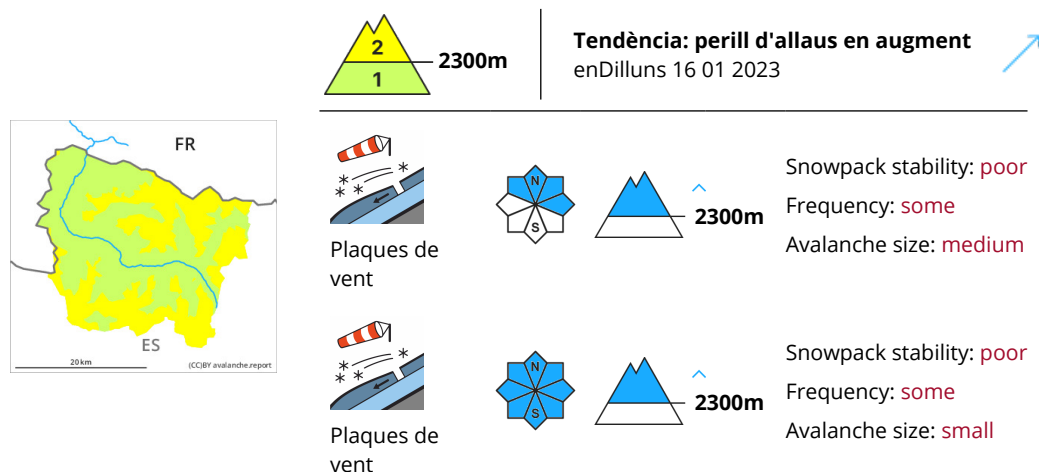 2
1
2300m
Tendència: perill d'allaus en augment
enDilluns 16 01 2023
FR
ES
20 km
(CC)BY avalanche.report
Plaques de
vent
N
S
2300m
Snowpack stability: poor
Frequency: some
Avalanche size: medium
Plaques de
vent
N
S
2300m
Snowpack stability: poor
Frequency: some
Avalanche size: small